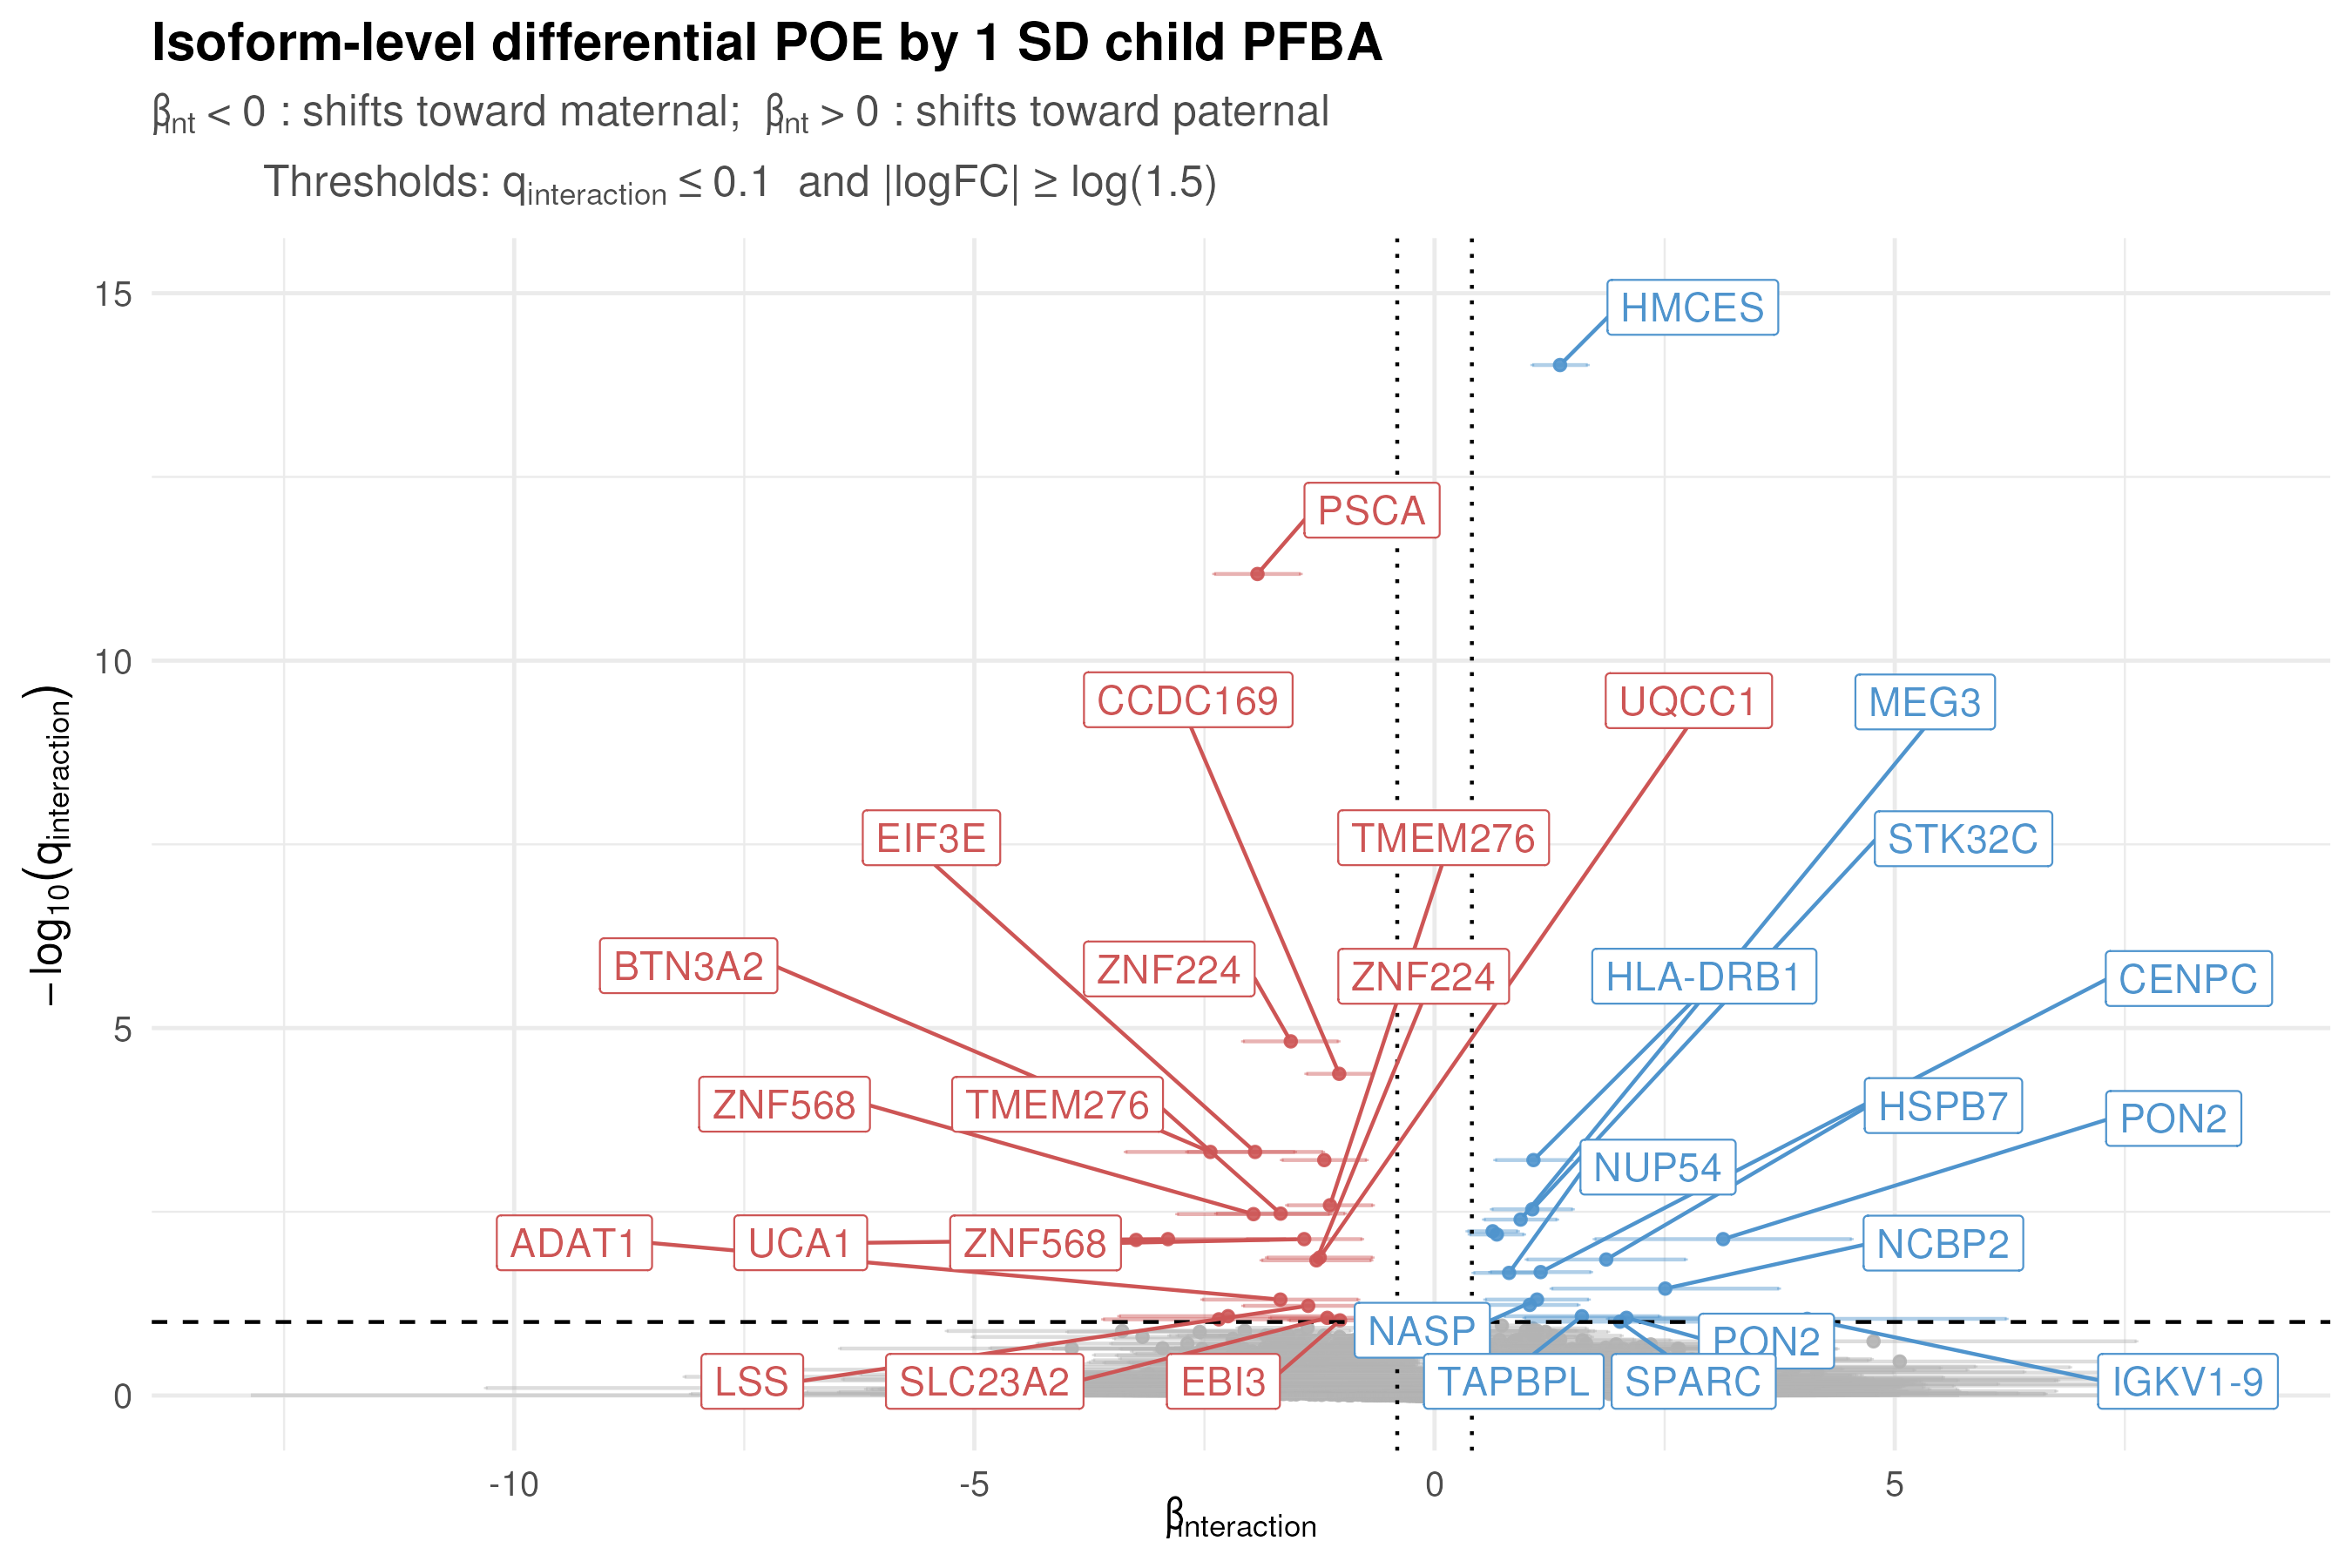 Isoform-level differential POE by 1 SD child PFBA
βint < 0 : shifts toward maternal; βint > 0 : shifts toward paternal
Thresholds: qinteraction ≤ 0.1 and |logFC| ≥ log(1.5)
15
HMCES
PSCA
10
CCDC169
UQCC1
MEG3
EIF3E
TMEM276
STK32C
BTN3A2
ZNF224
ZNF224
HLA-DRB1
CENPC
5
ZNF568
TMEM276
HSPB7
PON2
NUP54
ADAT1
UCA1
ZNF568
NCBP2
NASP
PON2
LSS
SLC23A2
EBI3
TAPBPL
SPARC
IGKV1-9
0
-10
-5
0
5
βinteraction
−log10(qinteraction)